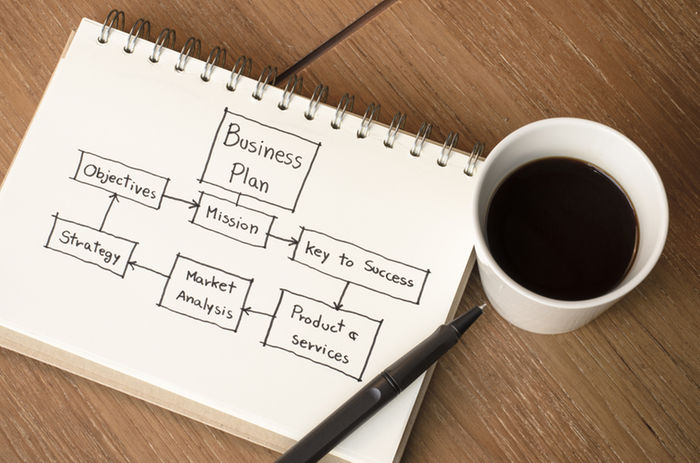 Business
Plan
Objectives
Mission
Key to Success
Product &
services
Market
Analysis
Strategy